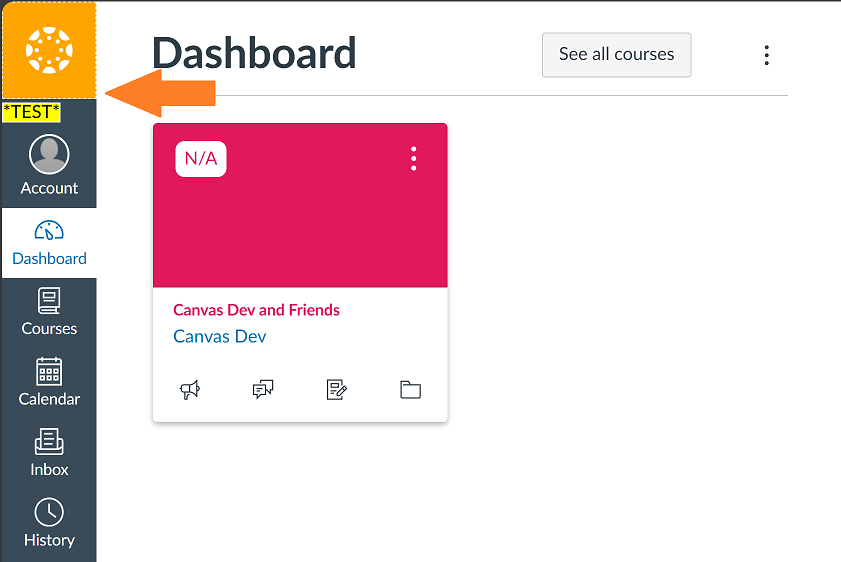 Dashboard
See all courses
*TEST*
Account
Dashboard
Courses
Calendar
Inbox
History
N/A
Canvas Dev and Friends
Canvas Dev